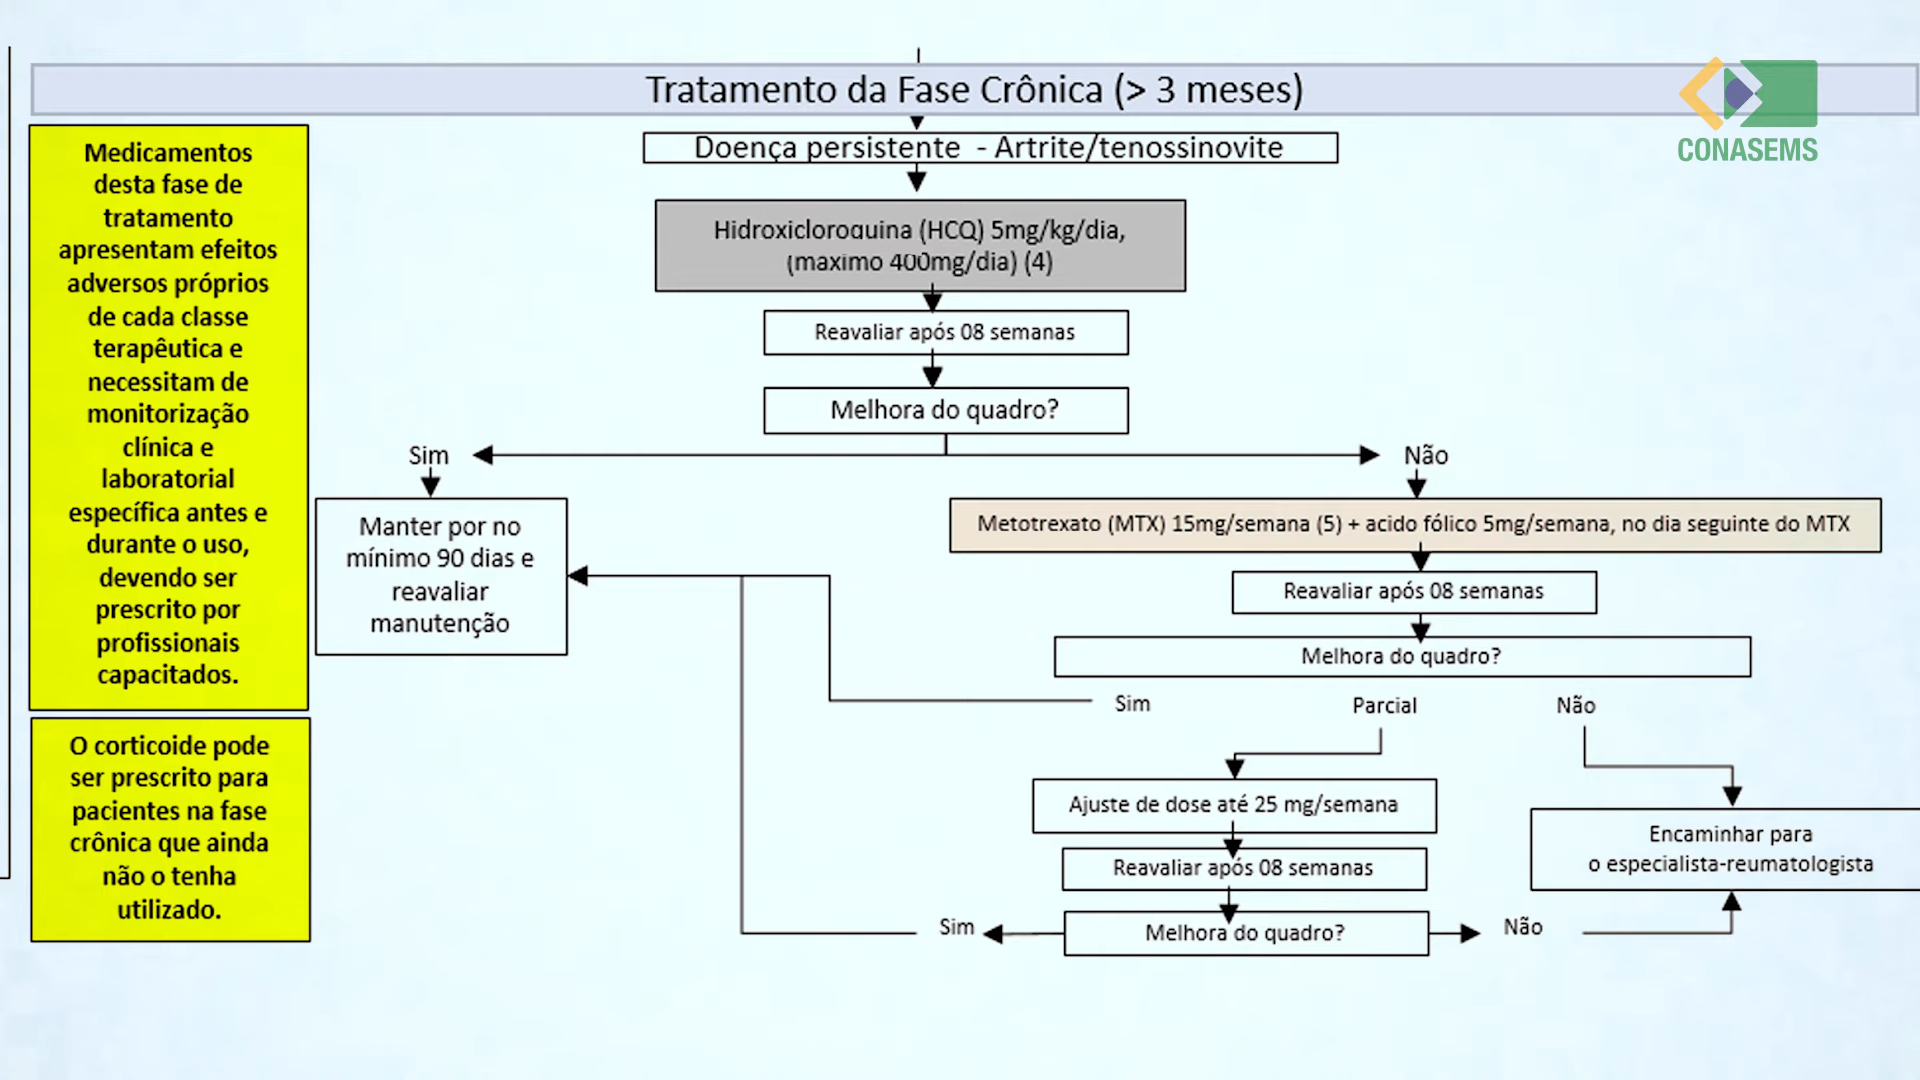 Tratamento da Fase Crônica (> 3 meses)
CONASEMS
Medicamentos
desta fase de
tratamento
apresentam efeitos
adversos próprios
de cada classe
terapêutica e
necessitam de
monitorização
clínica e
laboratorial
específica antes e
durante o uso,
devendo ser
prescrito por
profissionais
capacitados.
O corticoide pode
ser prescrito para
pacientes na fase
crônica que ainda
não o tenha
utilizado.
Doença persistente - Artrite/tenossinovite
Hidroxicloroquina (HCQ) 5mg/kg/dia,
(maximo 400mg/dia) (4)
Reavaliar após 08 semanas
Melhora do quadro?
Sim
Não
Manter por no
mínimo 90 dias e
reavaliar
manutenção
Metotrexato (MTX) 15mg/semana (5) + acido fólico 5mg/semana, no dia seguinte do MTX
Reavaliar após 08 semanas
Melhora do quadro?
Sim
Parcial
Não
Ajuste de dose até 25 mg/semana
Reavaliar após 08 semanas
Melhora do quadro?
Sim
Não
Encaminhar para
o especialista-reumatologista